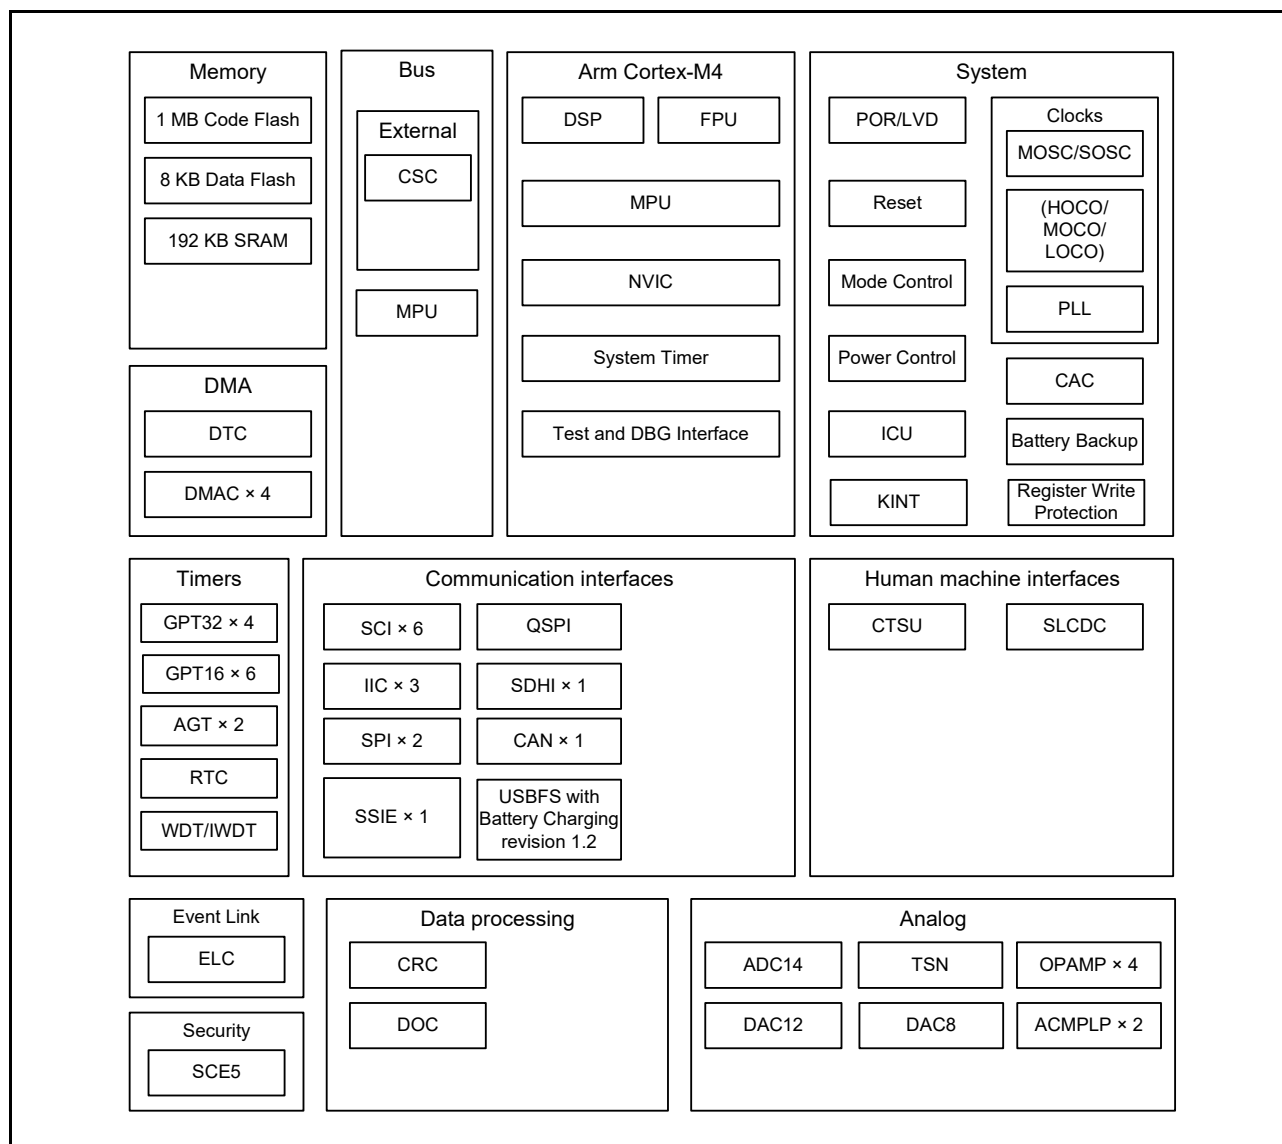 Memory
1 MB Code Flash
8 KB Data Flash
192 KB SRAM
DMA
DTC
DMAC × 4
Bus
External
CSC
MPU
Arm Cortex-M4
DSP
FPU
MPU
NVIC
System Timer
Test and DBG Interface
System
POR/LVD
Reset
Mode Control
Power Control
ICU
KINT
Clocks
MOSC/SOSC
(HOCO/
MOCO/
LOCO)
PLL
CAC
Battery Backup
Register Write
Protection
Timers
GPT32 × 4
GPT16 × 6
AGT × 2
RTC
WDT/IWDT
Communication interfaces
SCI × 6
QSPI
IIC × 3
SDHI × 1
SPI × 2
CAN × 1
SSIE × 1
USBFS with
Battery Charging
revision 1.2
Human machine interfaces
CTSU
SLCDC
Event Link
ELC
Security
SCE5
Data processing
CRC
DOC
Analog
ADC14
TSN
OPAMP × 4
DAC12
DAC8
ACMPLP × 2